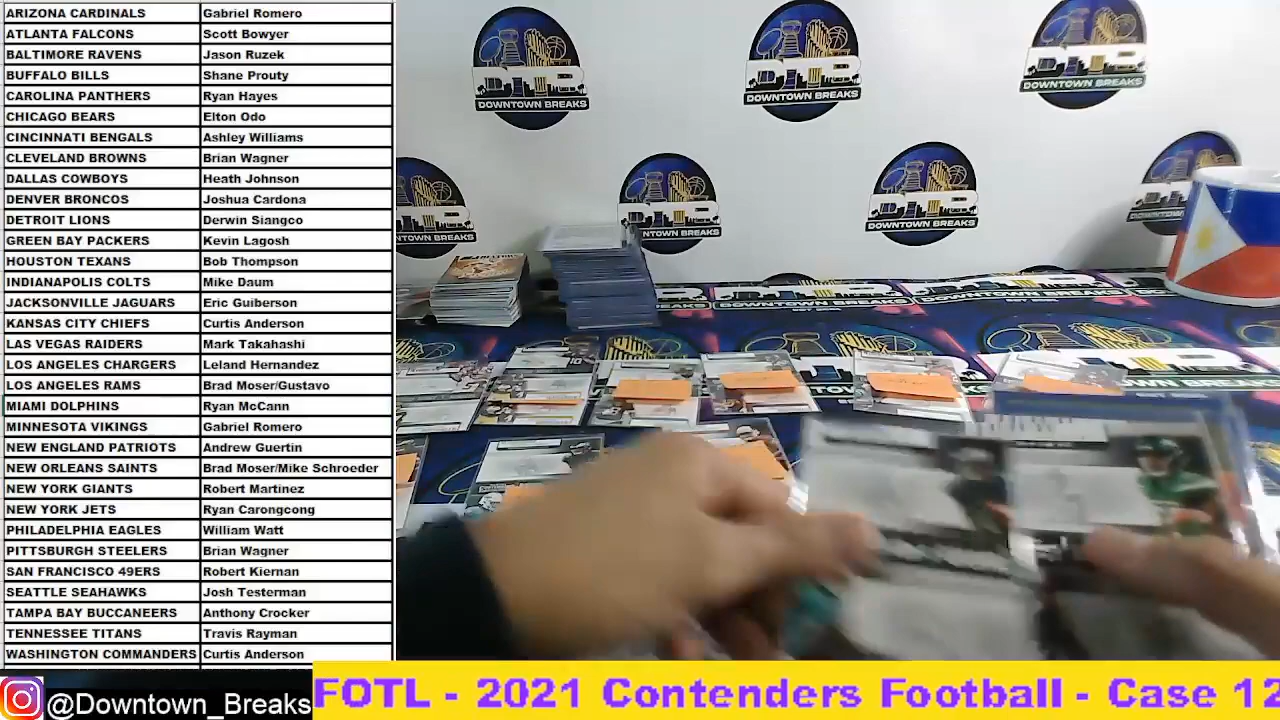 ARIZONA CARDINALS Gabriel Romero
ATLANTA FALCONS Scott Bowyer
BALTIMORE RAVENS Jason Ruzek
BUFFALO BILLS Shane Prouty
CAROLINA PANTHERS Ryan Hayes
CHICAGO BEARS Elton Odo
CINCINNATI BENGALS Ashley Williams
CLEVELAND BROWNS Brian Wagner
DALLAS COWBOYS Heath Johnson
DENVER BRONCOS Joshua Cardona
DETROIT LIONS Derwin Siangco
GREEN BAY PACKERS Kevin Lagosh
HOUSTON TEXANS Bob Thompson
INDIANAPOLIS COLTS Mike Daum
JACKSONVILLE JAGUARS Eric Guiberson
KANSAS CITY CHIEFS Curtis Anderson
LAS VEGAS RAIDERS Mark Takahashi
LOS ANGELES CHARGERS Leland Hernandez
LOS ANGELES RAMS Brad Moser/Gustavo
MIAMI DOLPHINS Ryan McCann
MINNESOTA VIKINGS Gabriel Romero
NEW ENGLAND PATRIOTS Andrew Guertin
NEW ORLEANS SAINTS Brad Moser/Mike Schroeder
NEW YORK GIANTS Robert Martinez
NEW YORK JETS Ryan Carongcong
PHILADELPHIA EAGLES William Watt
PITTSBURGH STEELERS Brian Wagner
SAN FRANCISCO 49ERS Robert Kiernan
SEATTLE SEAHAWKS Josh Testerman
TAMPA BAY BUCCANEERS Anthony Crocker
TENNESSEE TITANS Travis Rayman
WASHINGTON COMMANDERS Curtis Anderson
DTB
DOWNTOWN BREAKS
DTB
DOWNTOWN BREAKS
DTB
DOWNTOWN BREAKS
DTB
DOWNTOWN BREAKS
DTB
DOWNTOWN BREAKS
DOWNTOWN BREAKS
@Downtown_Breaks
FOTL - 2021 Contenders Football - Case 12